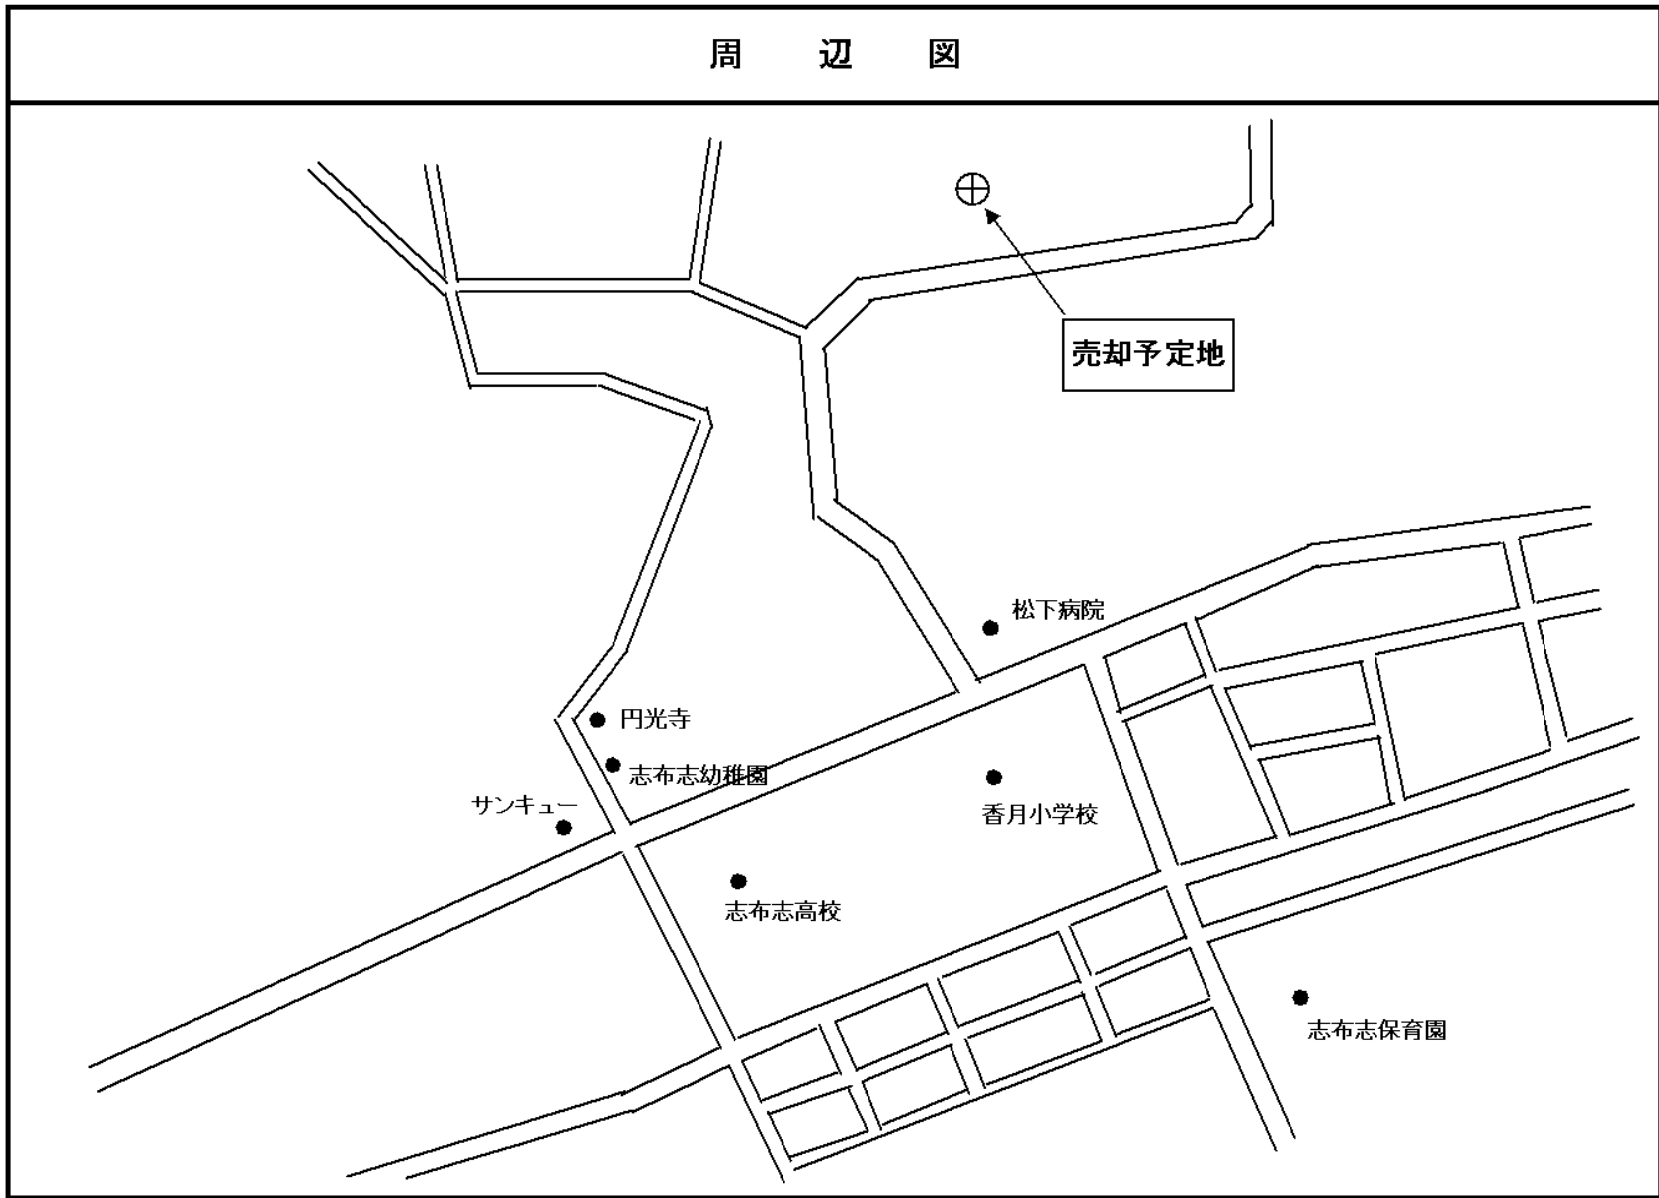 周 辺 図
売却予定地
松下病院
円光寺
志布志幼稚園
サンキュー
香月小学校
志布志高校
志布志保育園